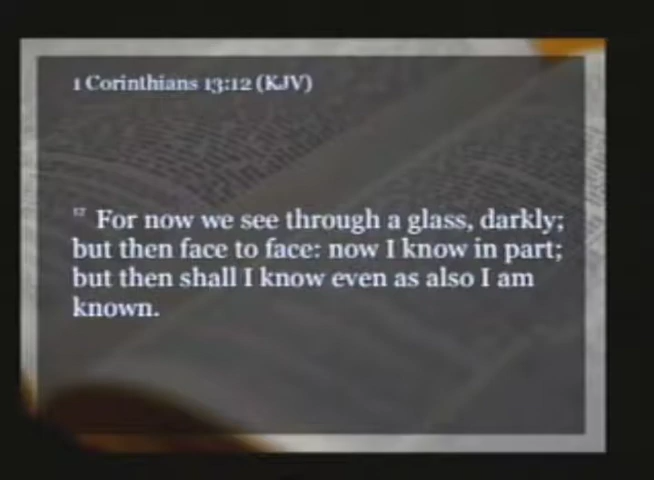 1 Corinthians 13:12 (KJV)
12 For now we see through a glass, darkly;
but then face to face: now I know in part;
but then shall I know even as also I am
known.